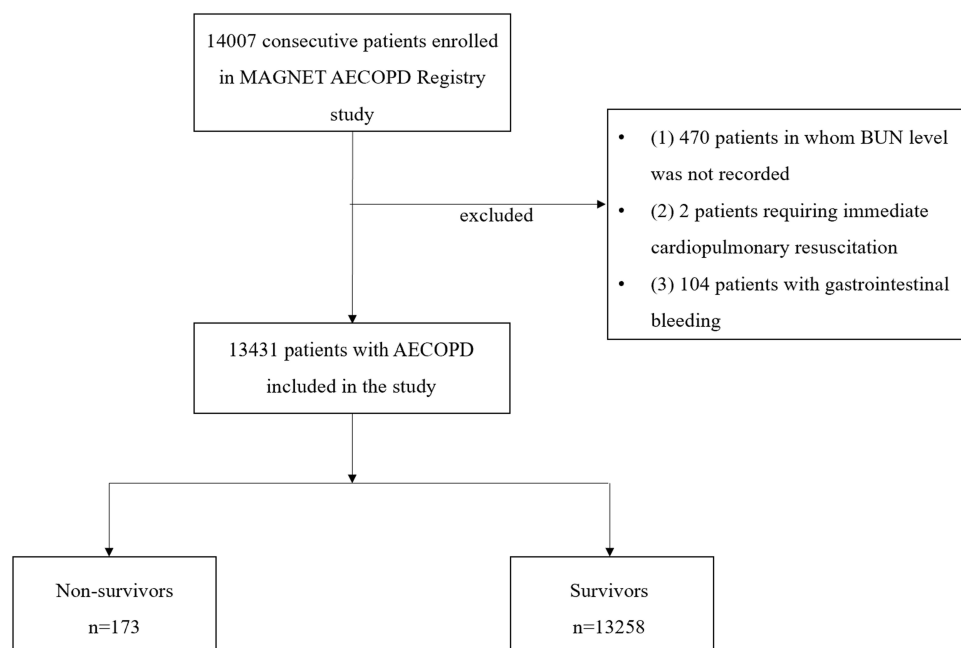 14007 consecutive patients enrolled
in MAGNET AECOPD Registry
study
• (1) 470 patients in whom BUN level
was not recorded
• (2) 2 patients requiring immediate
cardiopulmonary resuscitation
• (3) 104 patients with gastrointestinal
bleeding
excluded
13431 patients with AECOPD
included in the study
Non-survivors
n=173
Survivors
n=13258